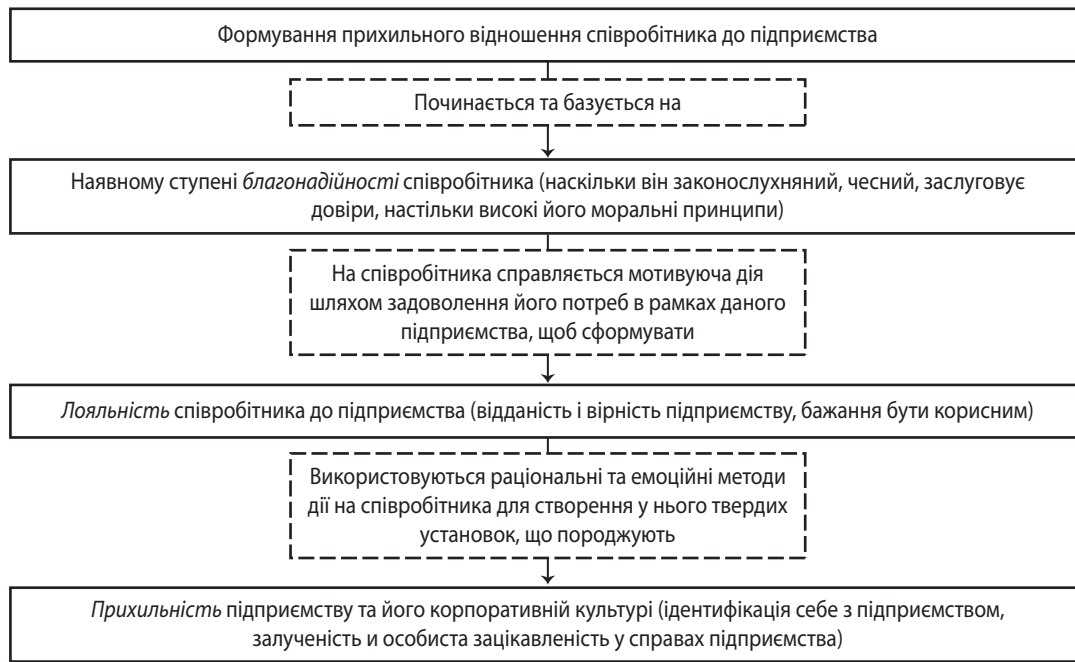 Формування прихильного відношення співробітника до підприємства
Починається та базується на
Наявному ступені благонадійності співробітника (наскільки він законослухняний, чесний, заслуговує
довіри, настільки високі його моральні принципи)
На співробітника справляється мотивуюча дія
шляхом задоволення його потреб в рамках даного
підприємства, щоб сформувати
Лояльність співробітника до підприємства (відданість і вірність підприємству, бажання бути корисним)
Використовуються раціональні та емоційні методи
дії на співробітника для створення у нього твердих
установок, що породжують
Прихильність підприємству та його корпоративній культурі (ідентифікація себе з підприємством,
залученість и особиста зацікавленість у справах підприємства)